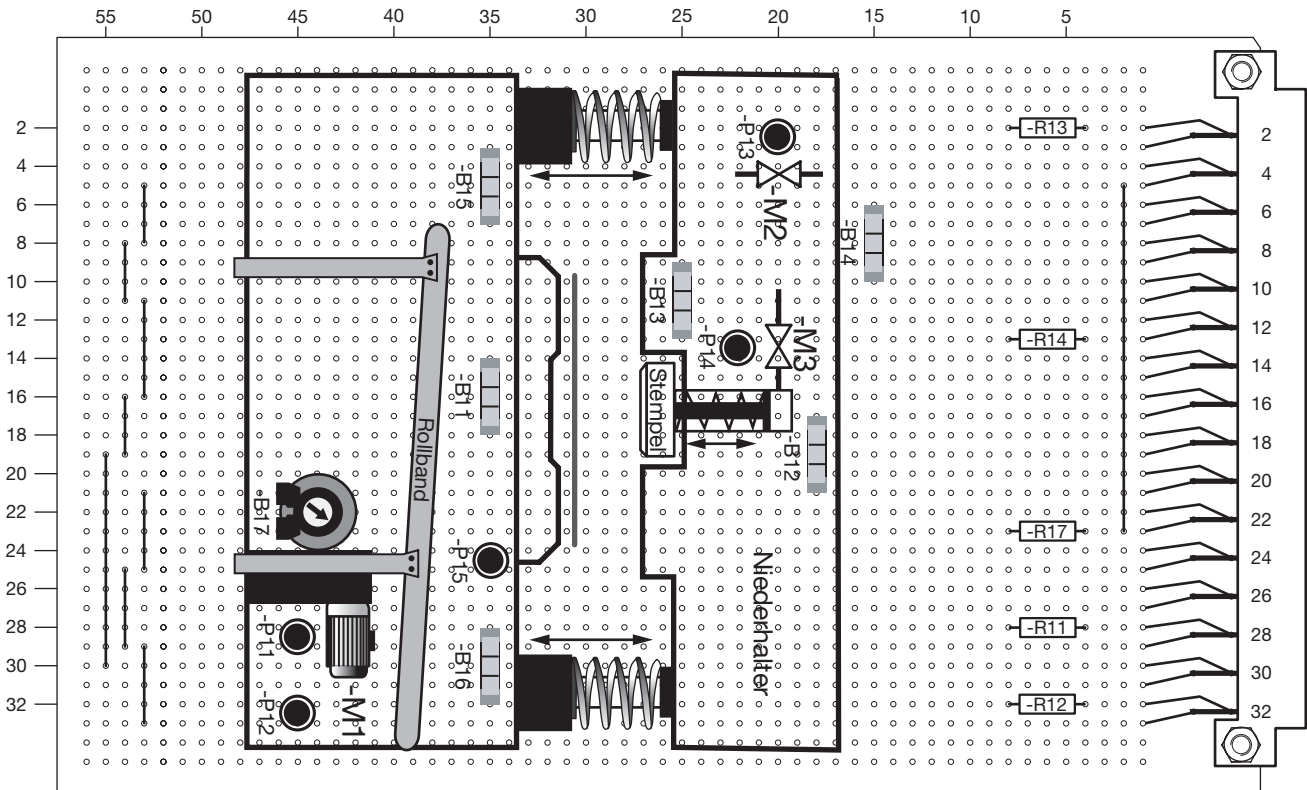 55 50 45 40 35 30 25 20 15 10 5
2
4
6
8
10
12
14
16
18
20
22
24
26
28
30
32
-B15
-B11
-B16
-B17
-P15
-P11
-P12
-M1
Rollband
-P13
-M2
-B13
-P14
-M3
Stempel
-B12
-B14
Niederhalter
-R13
-R14
-R17
-R11
-R12
2
4
6
8
10
12
14
16
18
20
22
24
26
28
30
32